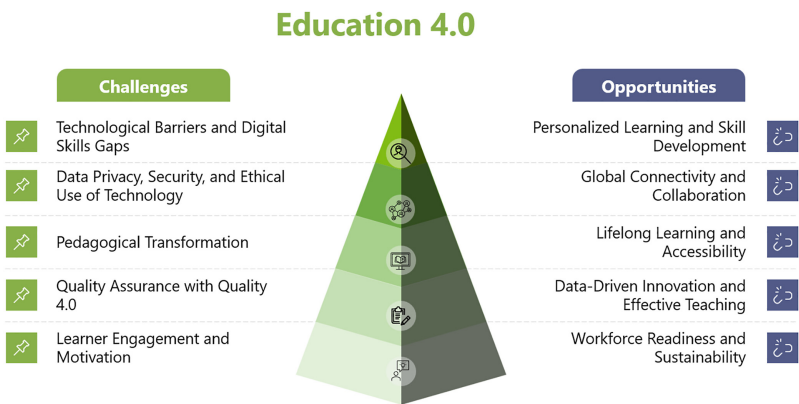 Education 4.0
Challenges
Opportunities
Technological Barriers and Digital
Skills Gaps
Personalized Learning and Skill
Development
Data Privacy, Security, and Ethical
Use of Technology
Global Connectivity and
Collaboration
Pedagogical Transformation
Lifelong Learning and
Accessibility
Quality Assurance with Quality
4.0
Data-Driven Innovation and
Effective Teaching
Learner Engagement and
Motivation
Workforce Readiness and
Sustainability